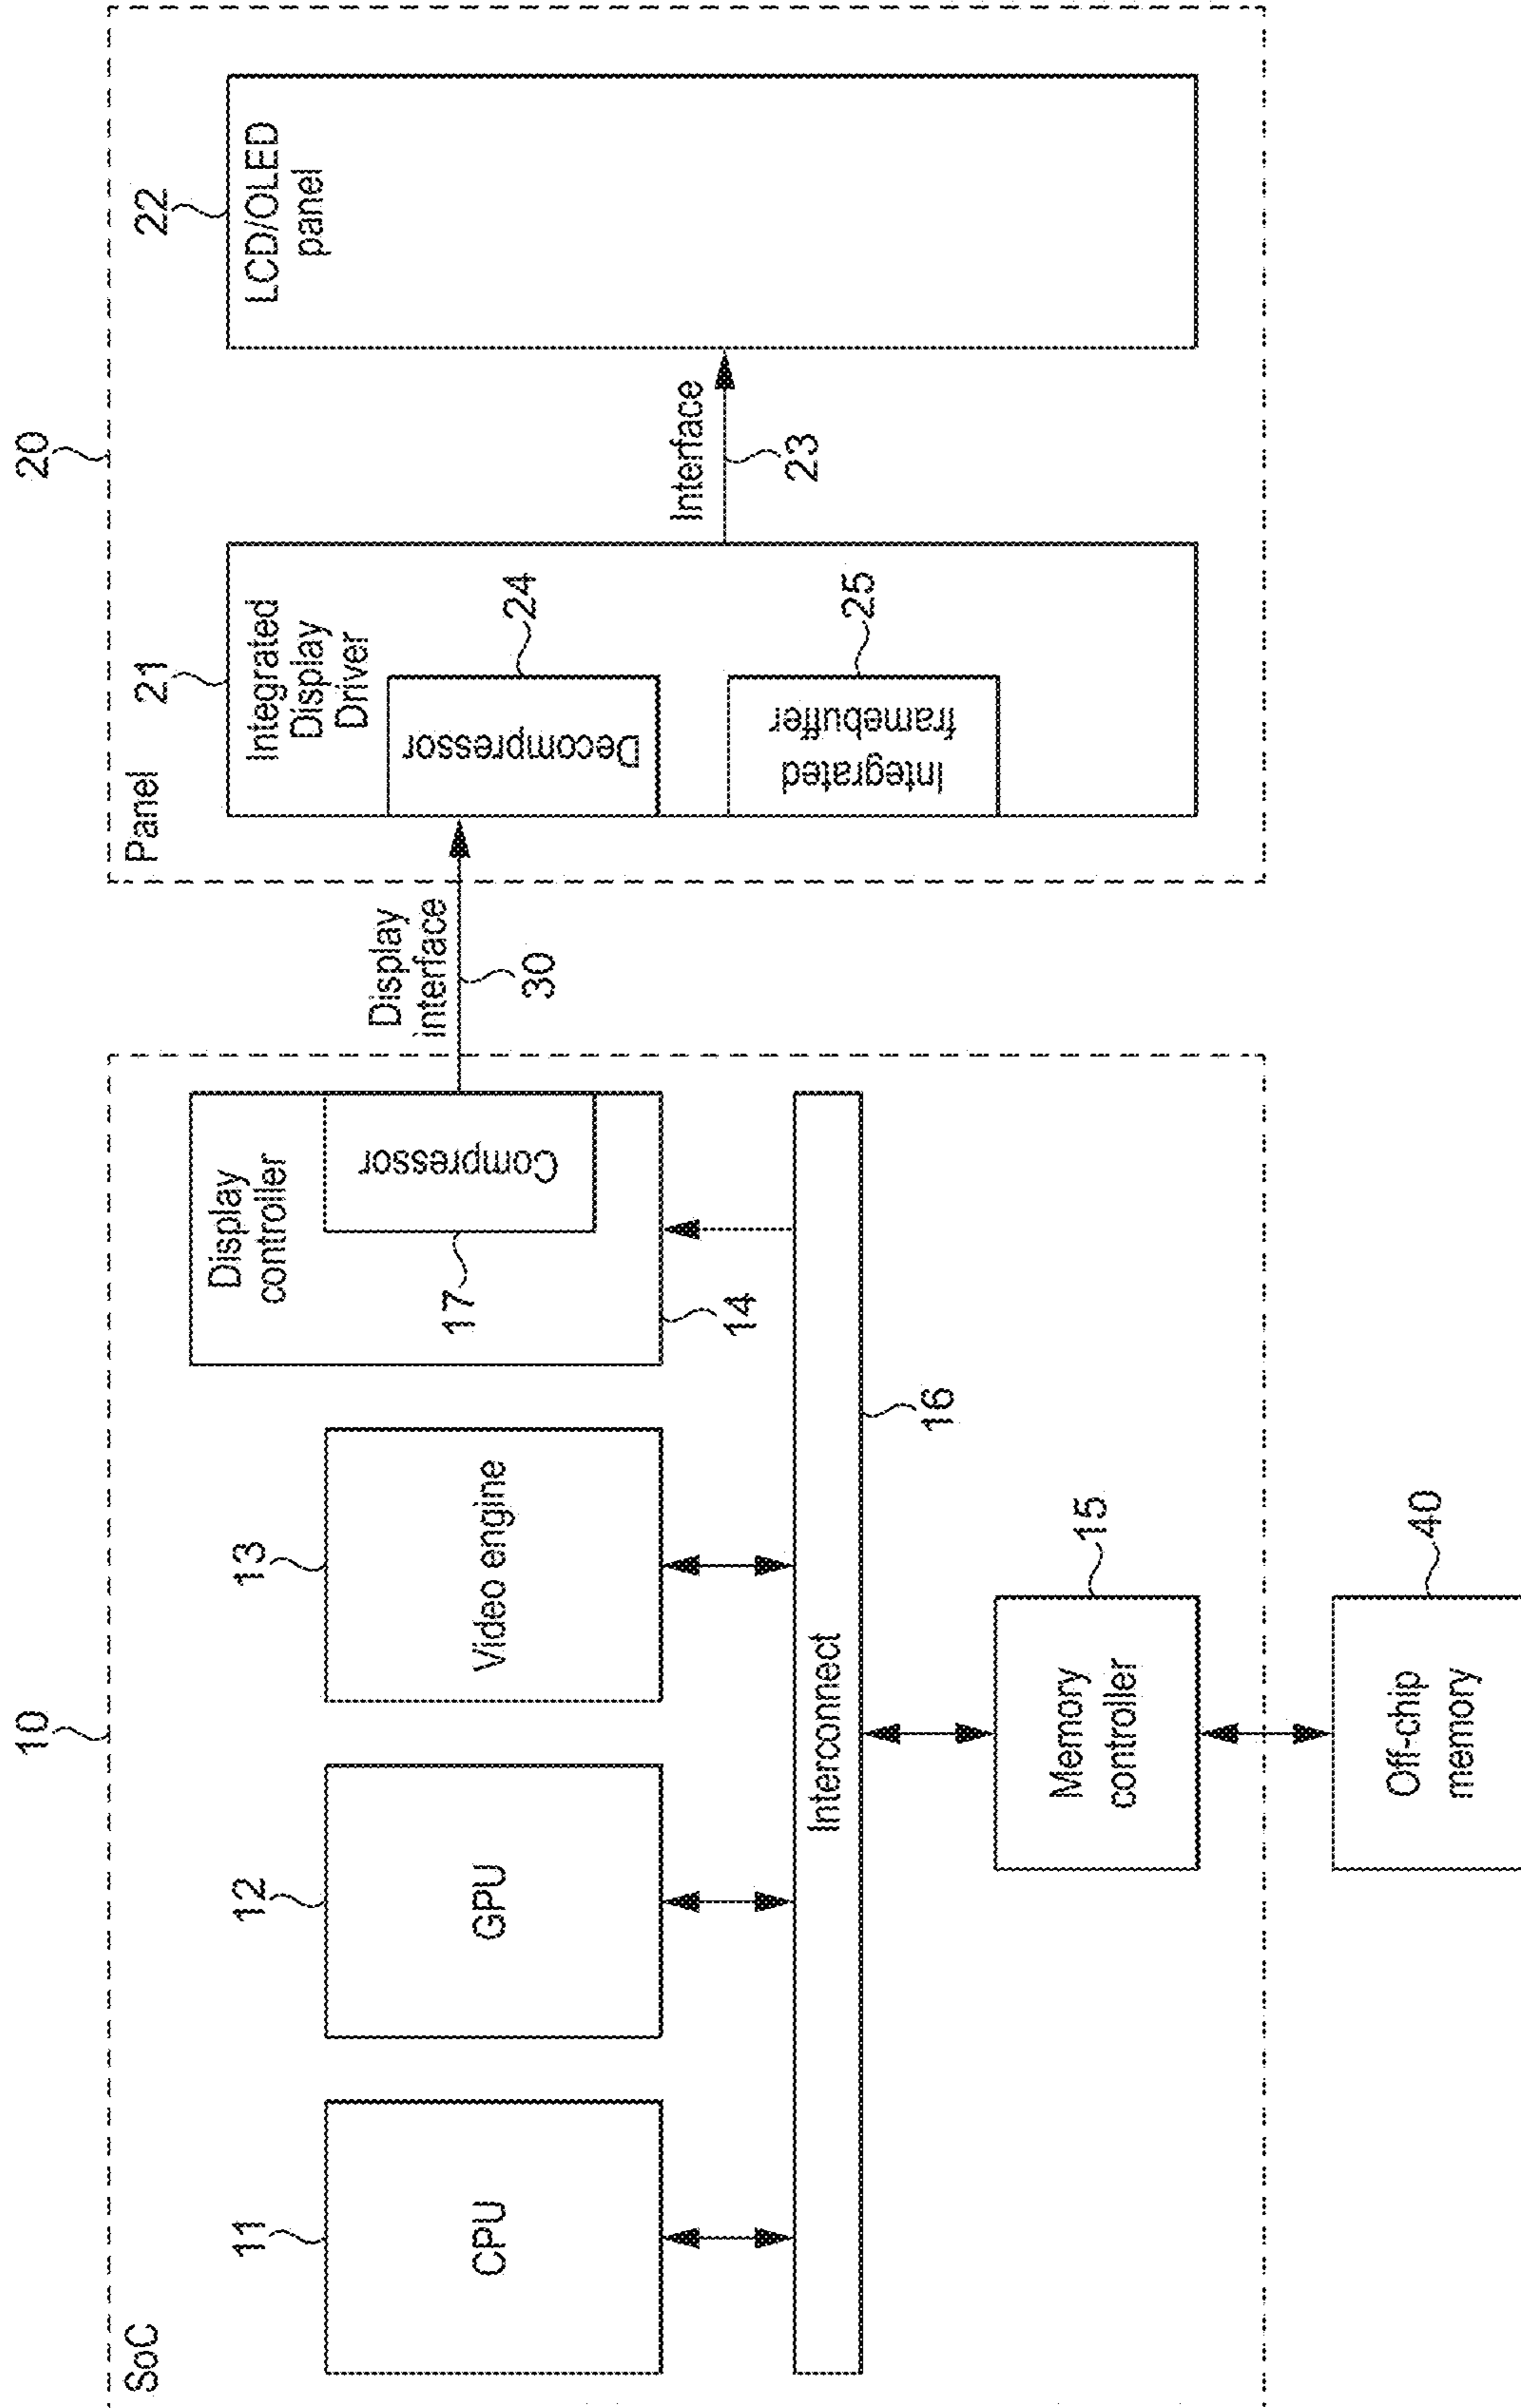 10
SoC
11
CPU
12
GPU
13
Video engine
Display
controller
Compressor
17
14
Interconnect
16
Memory
controller
15
Off-chip
memory
40
Display
interface
30
20
Panel
21
Integrated
Display
Driver
Decompressor
24
Integrated
framebuffer
25
Interface
23
22
LCD/OLED
panel